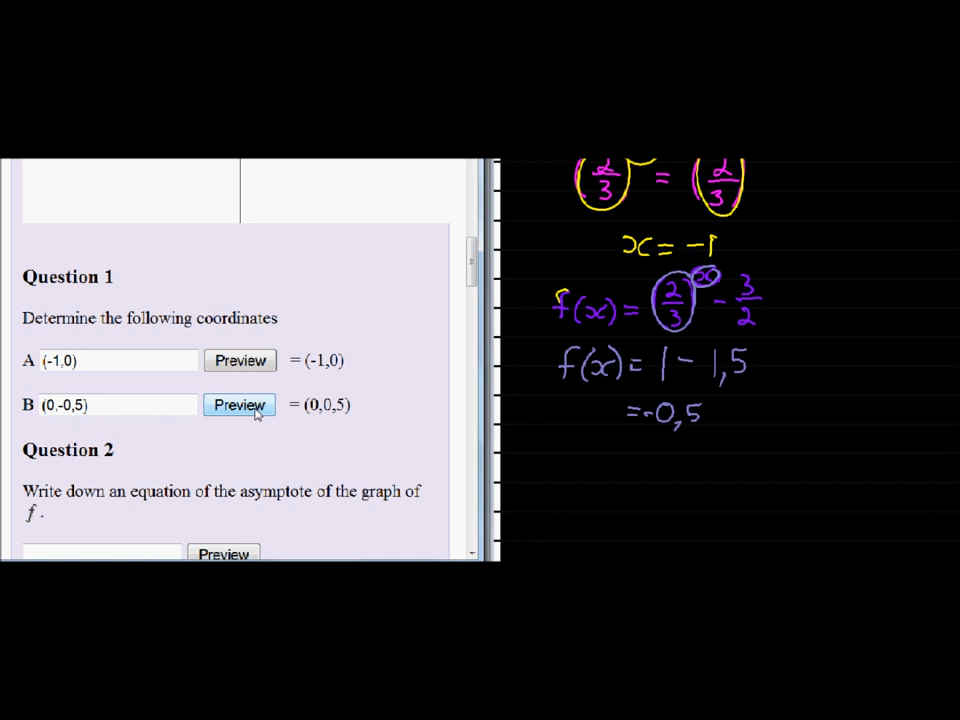 Question 1
Determine the following coordinates
A (-1,0) Preview = (-1,0)
B (0,-0,5) Preview = (0,0,5)
Question 2
Write down an equation of the asymptote of the graph of
f .
Preview
(2/3) = (2/3)
x = -1
f(x) = (2/3)^x - 3/2
f(x) = 1 - 1,5
= -0,5